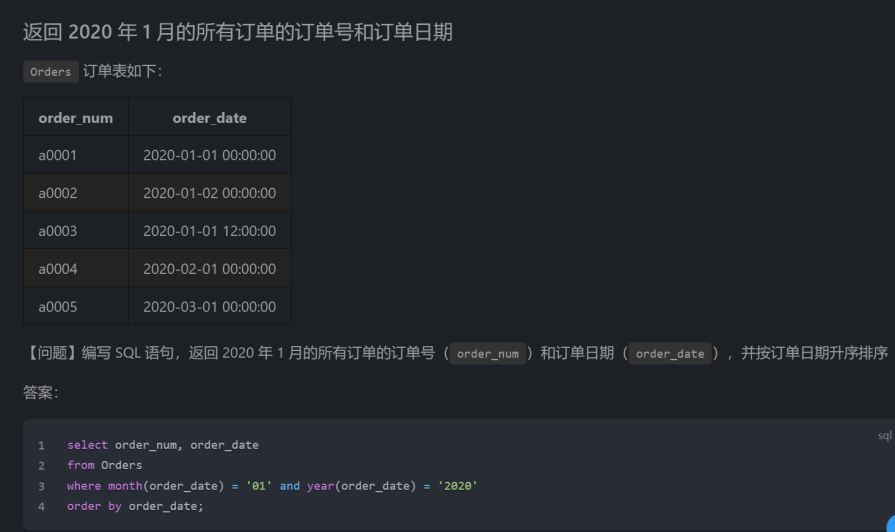 返回 2020 年 1 月的所有订单的订单号和订单日期
Orders 订单表如下：
order_num order_date
a0001 2020-01-01 00:00:00
a0002 2020-01-02 00:00:00
a0003 2020-01-01 12:00:00
a0004 2020-02-01 00:00:00
a0005 2020-03-01 00:00:00
【问题】编写 SQL 语句，返回 2020 年 1 月的所有订单的订单号（order_num）和订单日期（order_date），并按订单日期升序排序
答案：
sql
1 select order_num, order_date
2 from Orders
3 where month(order_date) = '01' and year(order_date) = '2020'
4 order by order_date;